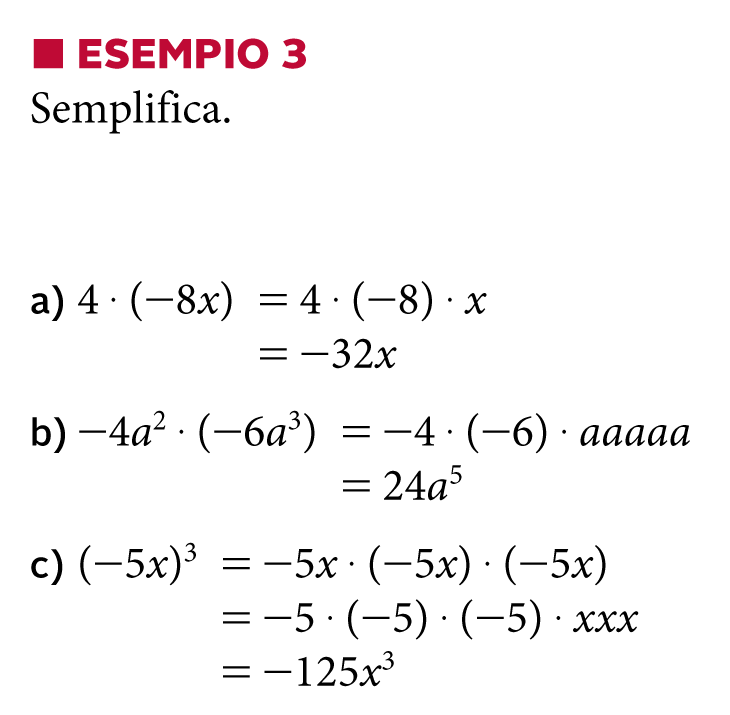 ESEMPIO 3
Semplifica.
a) 4 · (−8x) = 4 · (−8) · x
= −32x
b) −4a² · (−6a³) = −4 · (−6) · aaaaa
= 24a⁵
c) (−5x)³ = −5x · (−5x) · (−5x)
= −5 · (−5) · (−5) · xxx
= −125x³